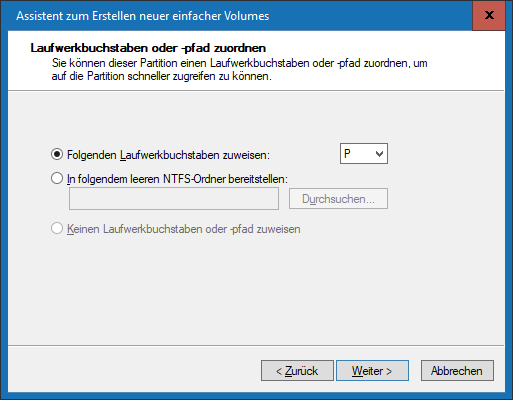 Assistent zum Erstellen neuer einfacher Volumes
x
Laufwerkbuchstaben oder -pfad zuordnen
Sie können dieser Partition einen Laufwerkbuchstaben oder -pfad zuordnen, um
auf die Partition schneller zugreifen zu können.
Folgenden Laufwerkbuchstaben zuweisen: P
In folgendem leeren NTFS-Ordner bereitstellen:
Durchsuchen...
Keinen Laufwerkbuchstaben oder -pfad zuweisen
< Zurück Weiter > Abbrechen